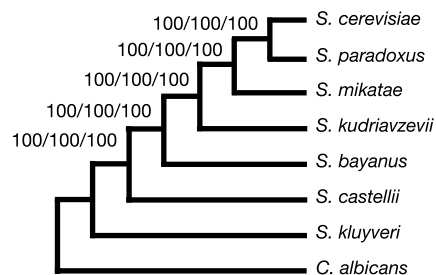 100/100/100 S. cerevisiae
100/100/100 S. paradoxus
100/100/100 S. mikatae
100/100/100 S. kudriavzevii
100/100/100 S. bayanus
S. castellii
S. kluyveri
C. albicans